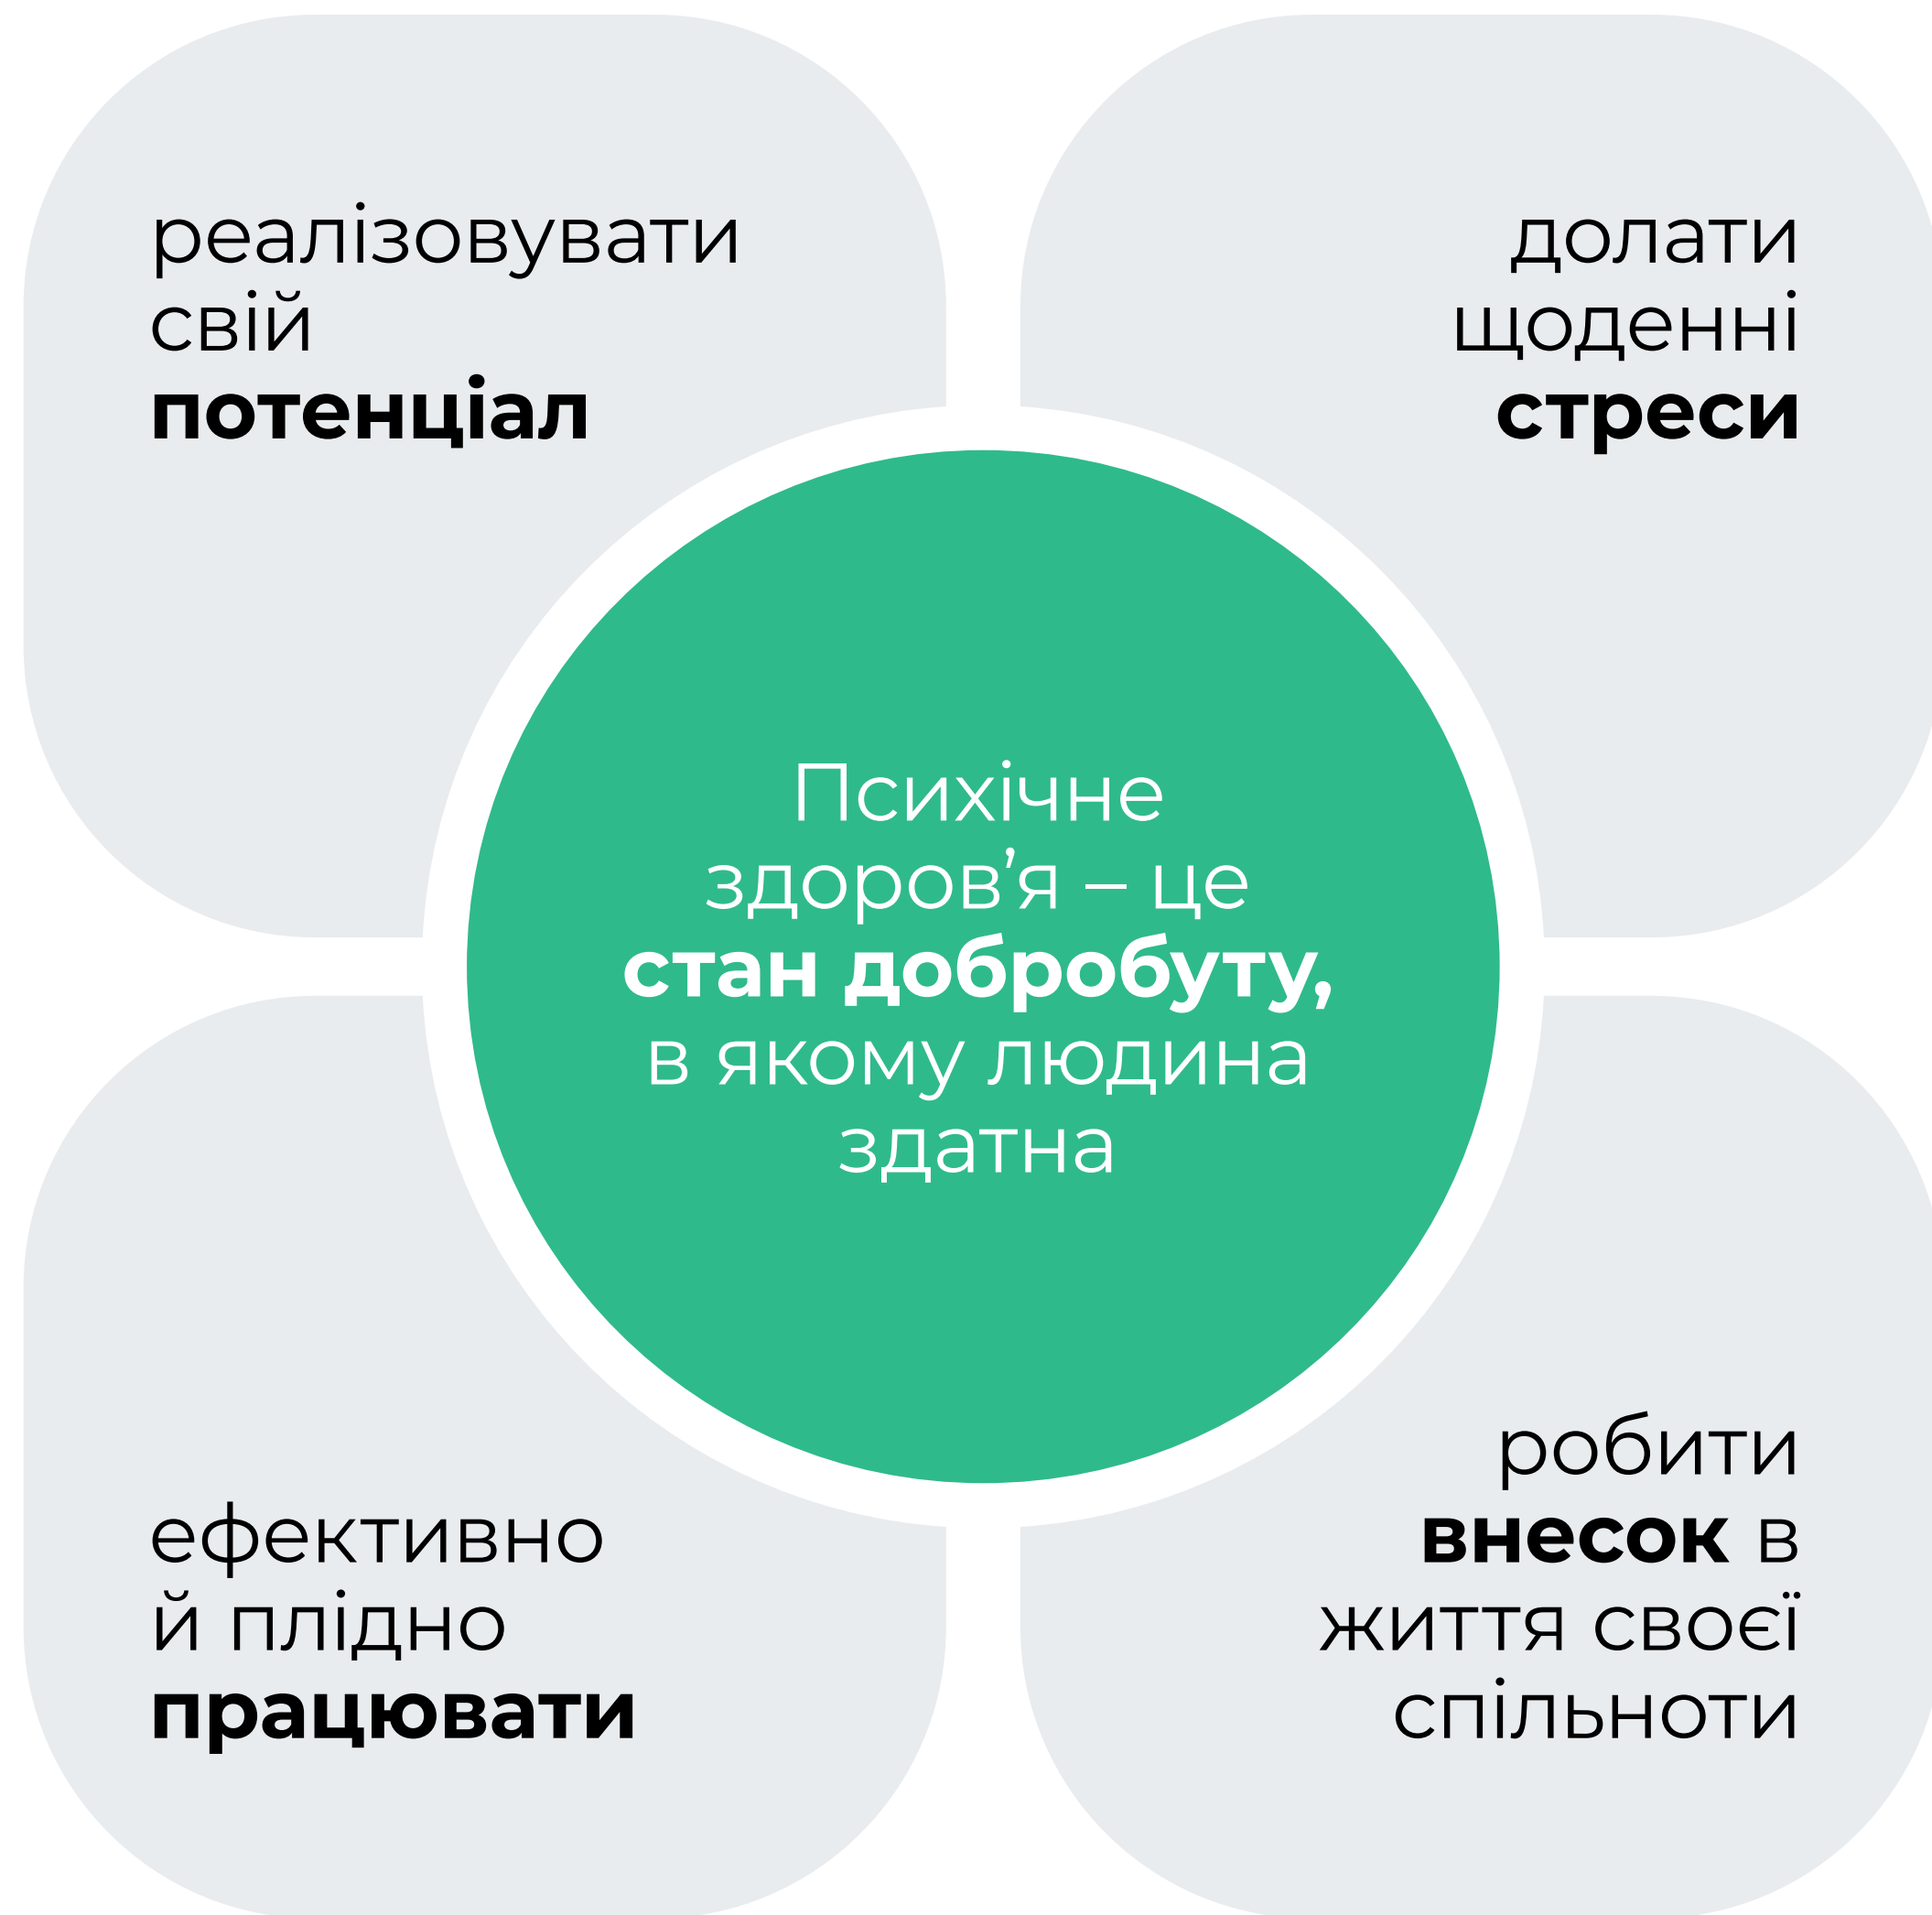 реалізовувати
свій
потенціал
долати
щоденні
стреси
Психічне
здоров’я – це
стан добробуту,
в якому людина
здатна
ефективно
й плідно
працювати
робити
внесок в
життя своєї
спільноти